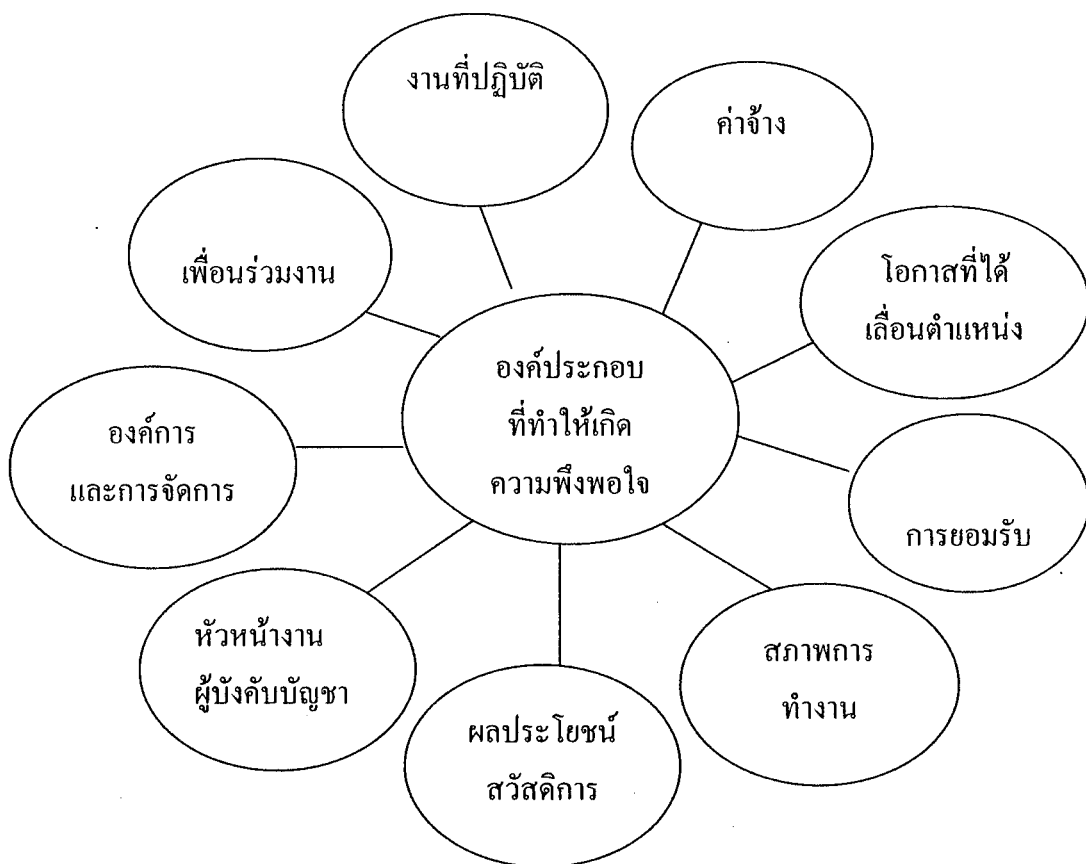 งานที่ปฏิบัติ
ค่าจ้าง
เพื่อนร่วมงาน
โอกาสที่ได้
เลื่อนตำแหน่ง
องค์ประกอบ
ที่ทำให้เกิด
ความพึงพอใจ
องค์การ
และการจัดการ
การยอมรับ
หัวหน้างาน
ผู้บังคับบัญชา
สภาพการ
ทำงาน
ผลประโยชน์
สวัสดิการ